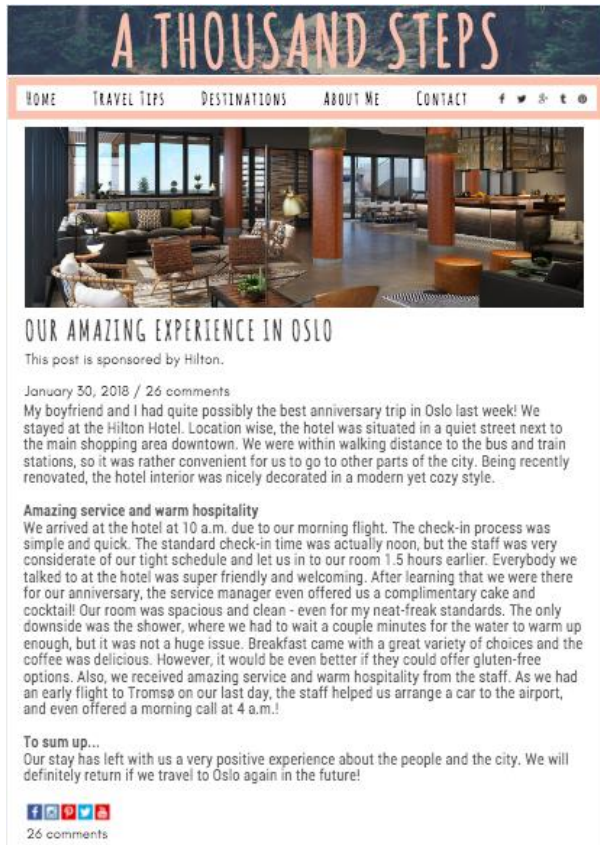 A THOUSAND STEPS
HOME TRAVEL TIPS DESTINATIONS ABOUT ME CONTACT
OUR AMAZING EXPERIENCE IN OSLO
This post is sponsored by Hilton.
January 30, 2018 / 26 comments
My boyfriend and I had quite possibly the best anniversary trip in Oslo last week! We
stayed at the Hilton Hotel. Location wise, the hotel was situated in a quiet street next to
the main shopping area downtown. We were within walking distance to the bus and train
stations, so it was rather convenient for us to go to other parts of the city. Being recently
renovated, the hotel interior was nicely decorated in a modern yet cozy style.
Amazing service and warm hospitality
We arrived at the hotel at 10 a.m. due to our morning flight. The check-in process was
simple and quick. The standard check-in time was actually noon, but the staff was very
considerate of our tight schedule and let us in to our room 1.5 hours earlier. Everybody we
talked to at the hotel was super friendly and welcoming. After learning that we were there
for our anniversary, the service manager even offered us a complimentary cake and
cocktail! Our room was spacious and clean - even for my neat-freak standards. The only
downside was the shower, where we had to wait a couple minutes for the water to warm up
enough, but it was not a huge issue. Breakfast came with a great variety of choices and the
coffee was delicious. However, it would be even better if they could offer gluten-free
options. Also, we received amazing service and warm hospitality from the staff. As we had
an early flight to Tromsø on our last day, the staff helped us arrange a car to the airport,
and even offered a morning call at 4 a.m.!
To sum up...
Our stay has left with us a very positive experience about the people and the city. We will
definitely return if we travel to Oslo again in the future!
26 comments